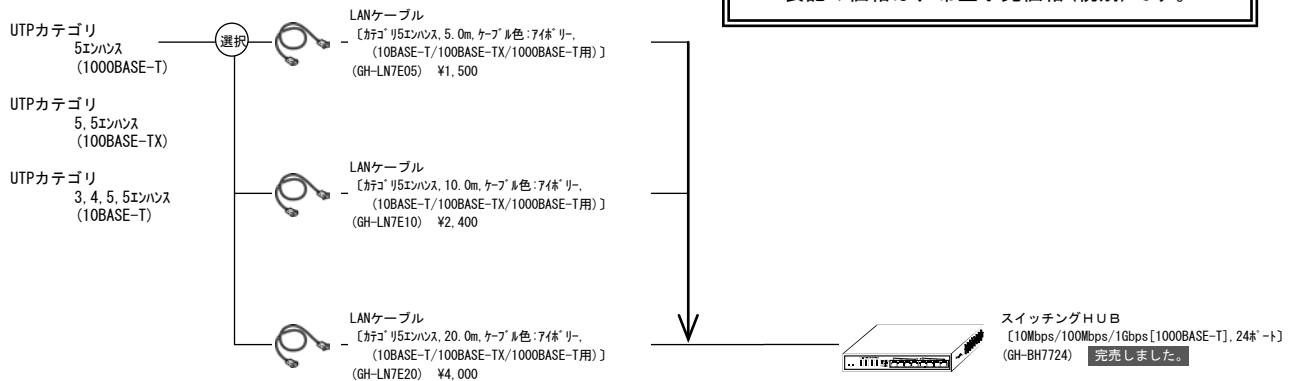 UTPカテゴリ
5ｴﾝﾊﾝｽ
(1000BASE-T)
UTPカテゴリ
5,5ｴﾝﾊﾝｽ
(100BASE-TX)
UTPカテゴリ
3,4,5,5ｴﾝﾊﾝｽ
(10BASE-T)
選択
LANケーブル
〔ｶﾃｺﾞﾘ5ｴﾝﾊﾝｽ,5.0m,ｹｰﾌﾞﾙ色:ｱｲﾎﾞﾘｰ,
(10BASE-T/100BASE-TX/1000BASE-T用)〕
(GH-LN7E05) ¥1,500
LANケーブル
〔ｶﾃｺﾞﾘ5ｴﾝﾊﾝｽ,10.0m,ｹｰﾌﾞﾙ色:ｱｲﾎﾞﾘｰ,
(10BASE-T/100BASE-TX/1000BASE-T用)〕
(GH-LN7E10) ¥2,400
LANケーブル
〔ｶﾃｺﾞﾘ5ｴﾝﾊﾝｽ,20.0m,ｹｰﾌﾞﾙ色:ｱｲﾎﾞﾘｰ,
(10BASE-T/100BASE-TX/1000BASE-T用)〕
(GH-LN7E20) ¥4,000
スイッチングＨＵＢ
〔10Mbps/100Mbps/1Gbps[1000BASE-T],24ﾎﾟｰﾄ〕
(GH-BH7724) 完売しました。